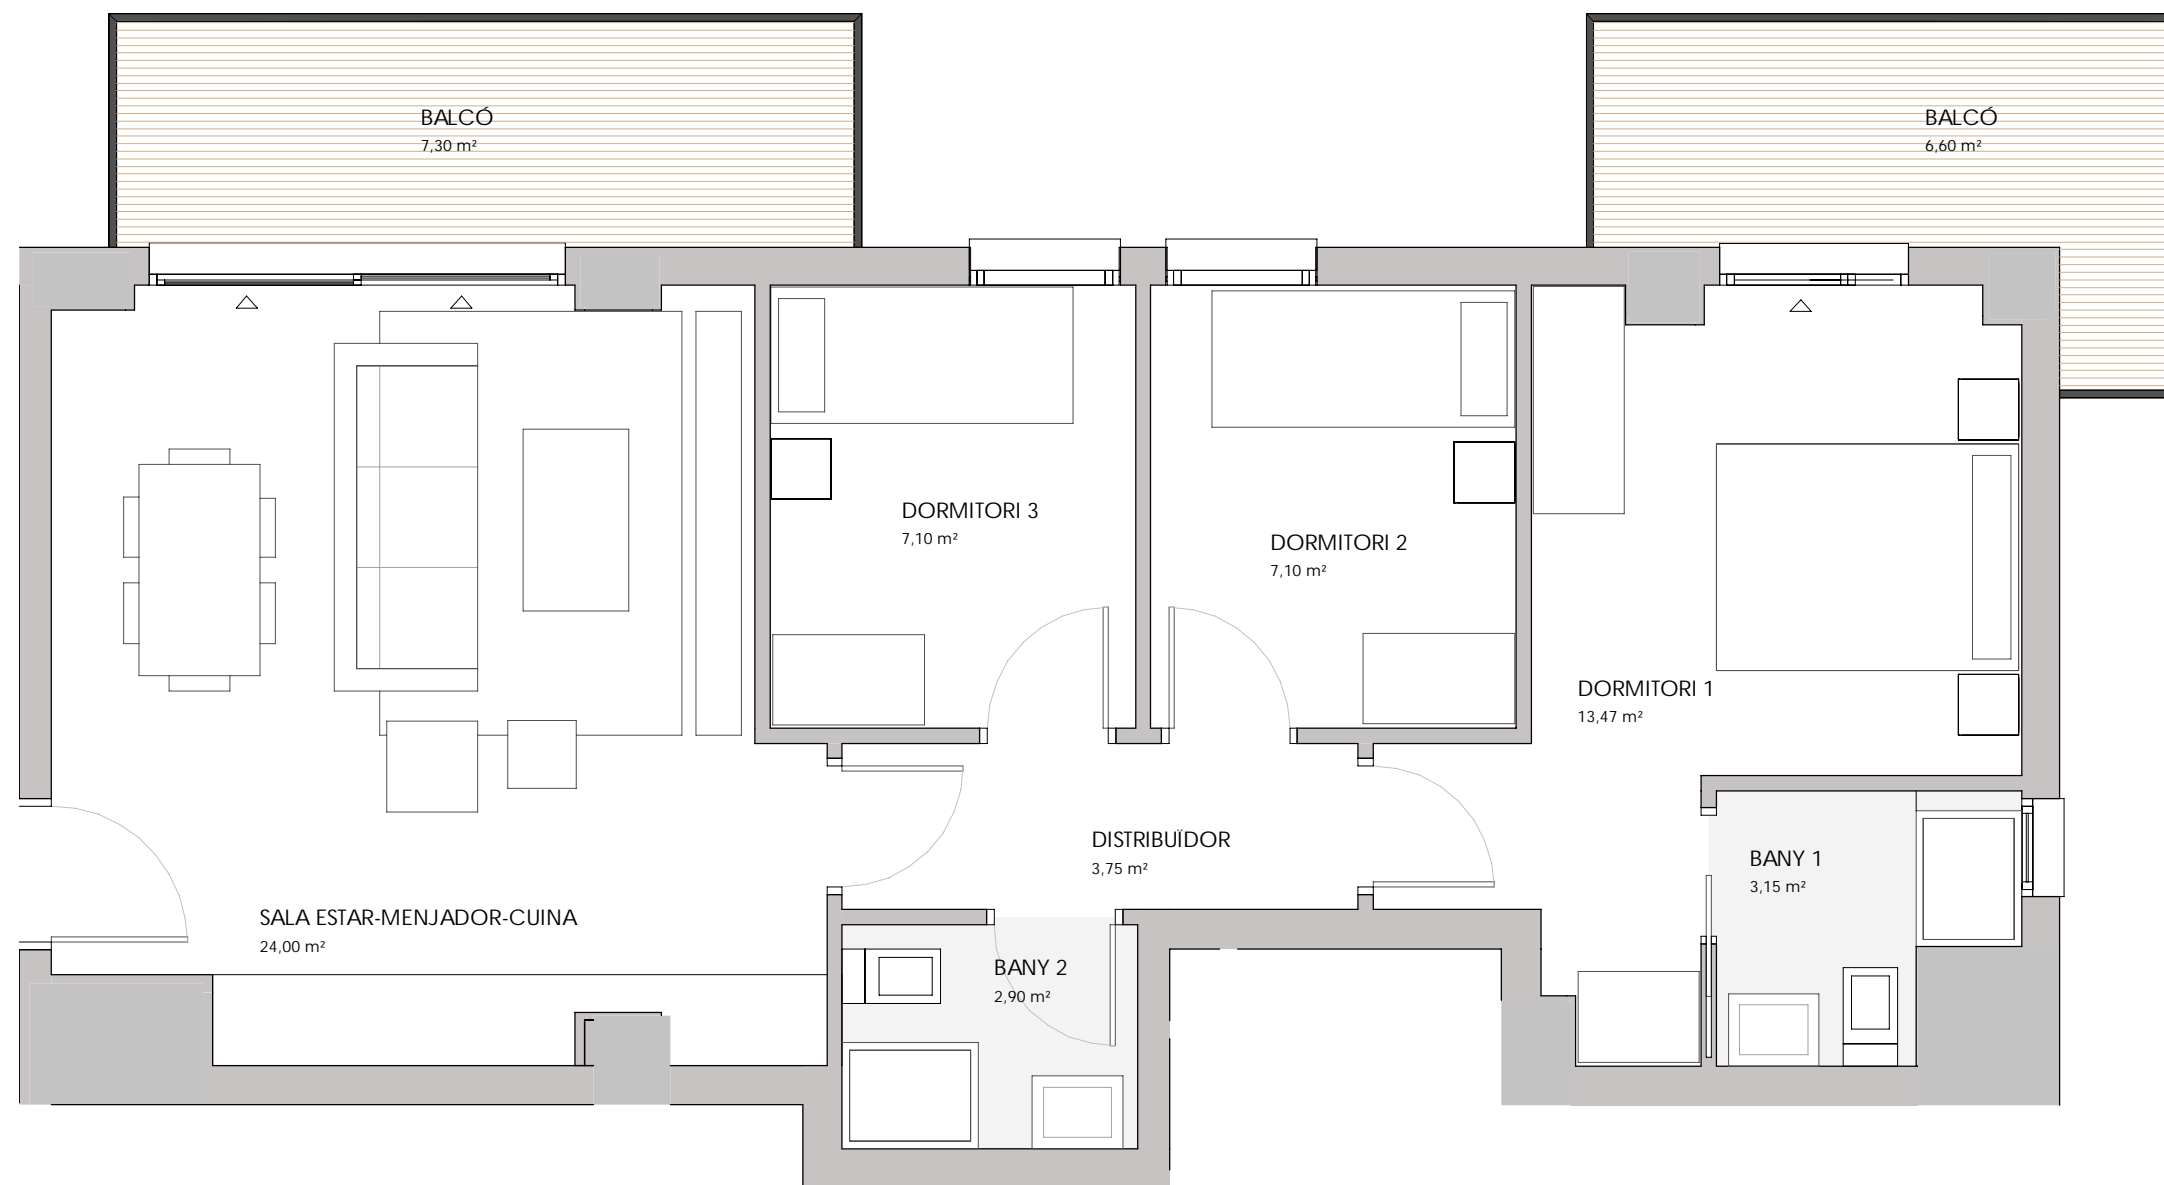 BALCÓ
7,30 m²
BALCÓ
6,60 m²
DORMITORI 3
7,10 m²
DORMITORI 2
7,10 m²
DORMITORI 1
13,47 m²
DISTRIBUÏDOR
3,75 m²
BANY 1
3,15 m²
SALA ESTAR-MENJADOR-CUINA
24,00 m²
BANY 2
2,90 m²